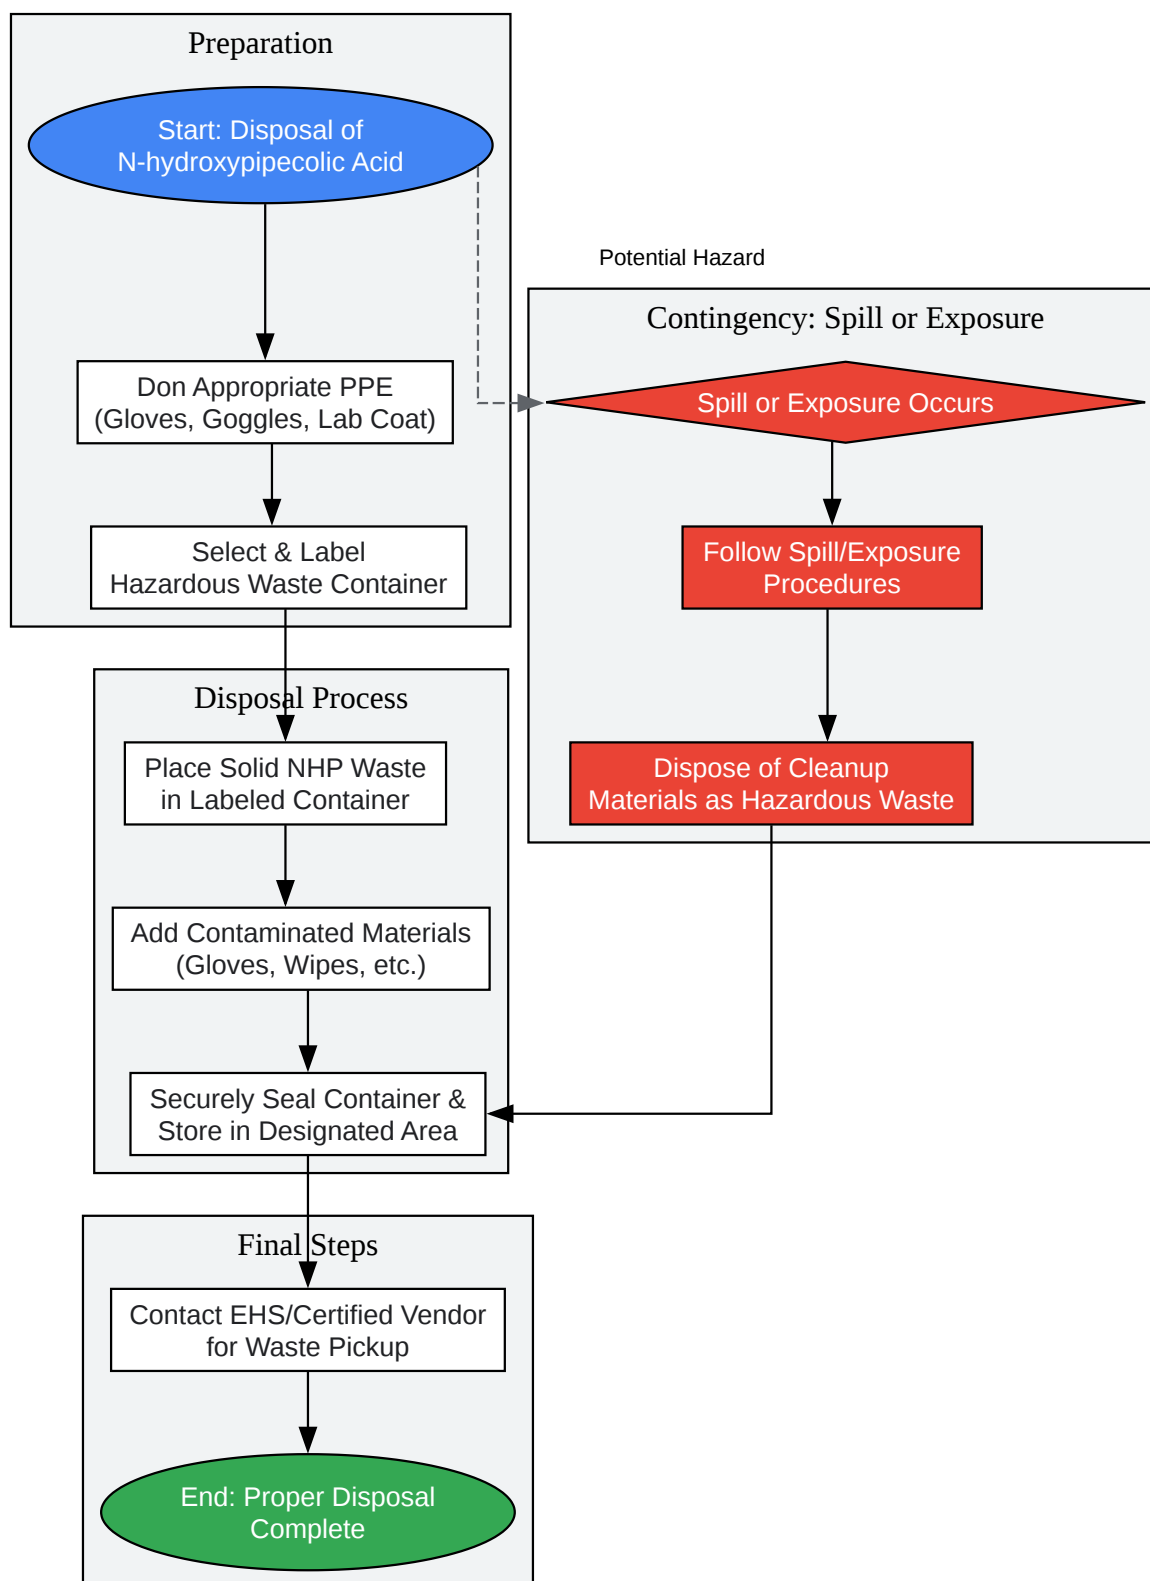 Preparation
Start: Disposal of
N-hydroxypipecolic Acid
Don Appropriate PPE
(Gloves, Goggles, Lab Coat)
Select & Label
Hazardous Waste Container
Potential Hazard
Contingency: Spill or Exposure
Spill or Exposure Occurs
Follow Spill/Exposure
Procedures
Dispose of Cleanup
Materials as Hazardous Waste
Disposal Process
Place Solid NHP Waste
in Labeled Container
Add Contaminated Materials
(Gloves, Wipes, etc.)
Securely Seal Container &
Store in Designated Area
Final Steps
Contact EHS/Certified Vendor
for Waste Pickup
End: Proper Disposal
Complete